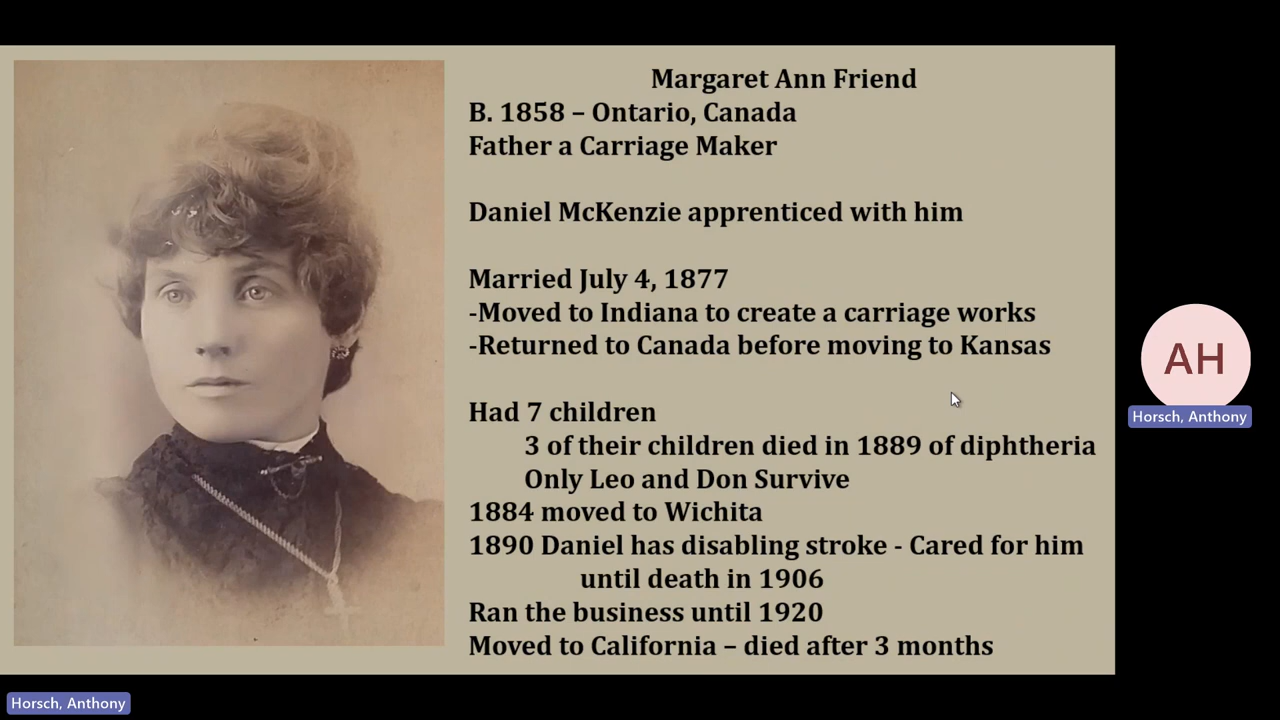 Margaret Ann Friend
B. 1858 – Ontario, Canada
Father a Carriage Maker
Daniel McKenzie apprenticed with him
Married July 4, 1877
-Moved to Indiana to create a carriage works
-Returned to Canada before moving to Kansas
Had 7 children
3 of their children died in 1889 of diphtheria
Only Leo and Don Survive
1884 moved to Wichita
1890 Daniel has disabling stroke - Cared for him
until death in 1906
Ran the business until 1920
Moved to California – died after 3 months
AH
Horsch, Anthony
Horsch, Anthony